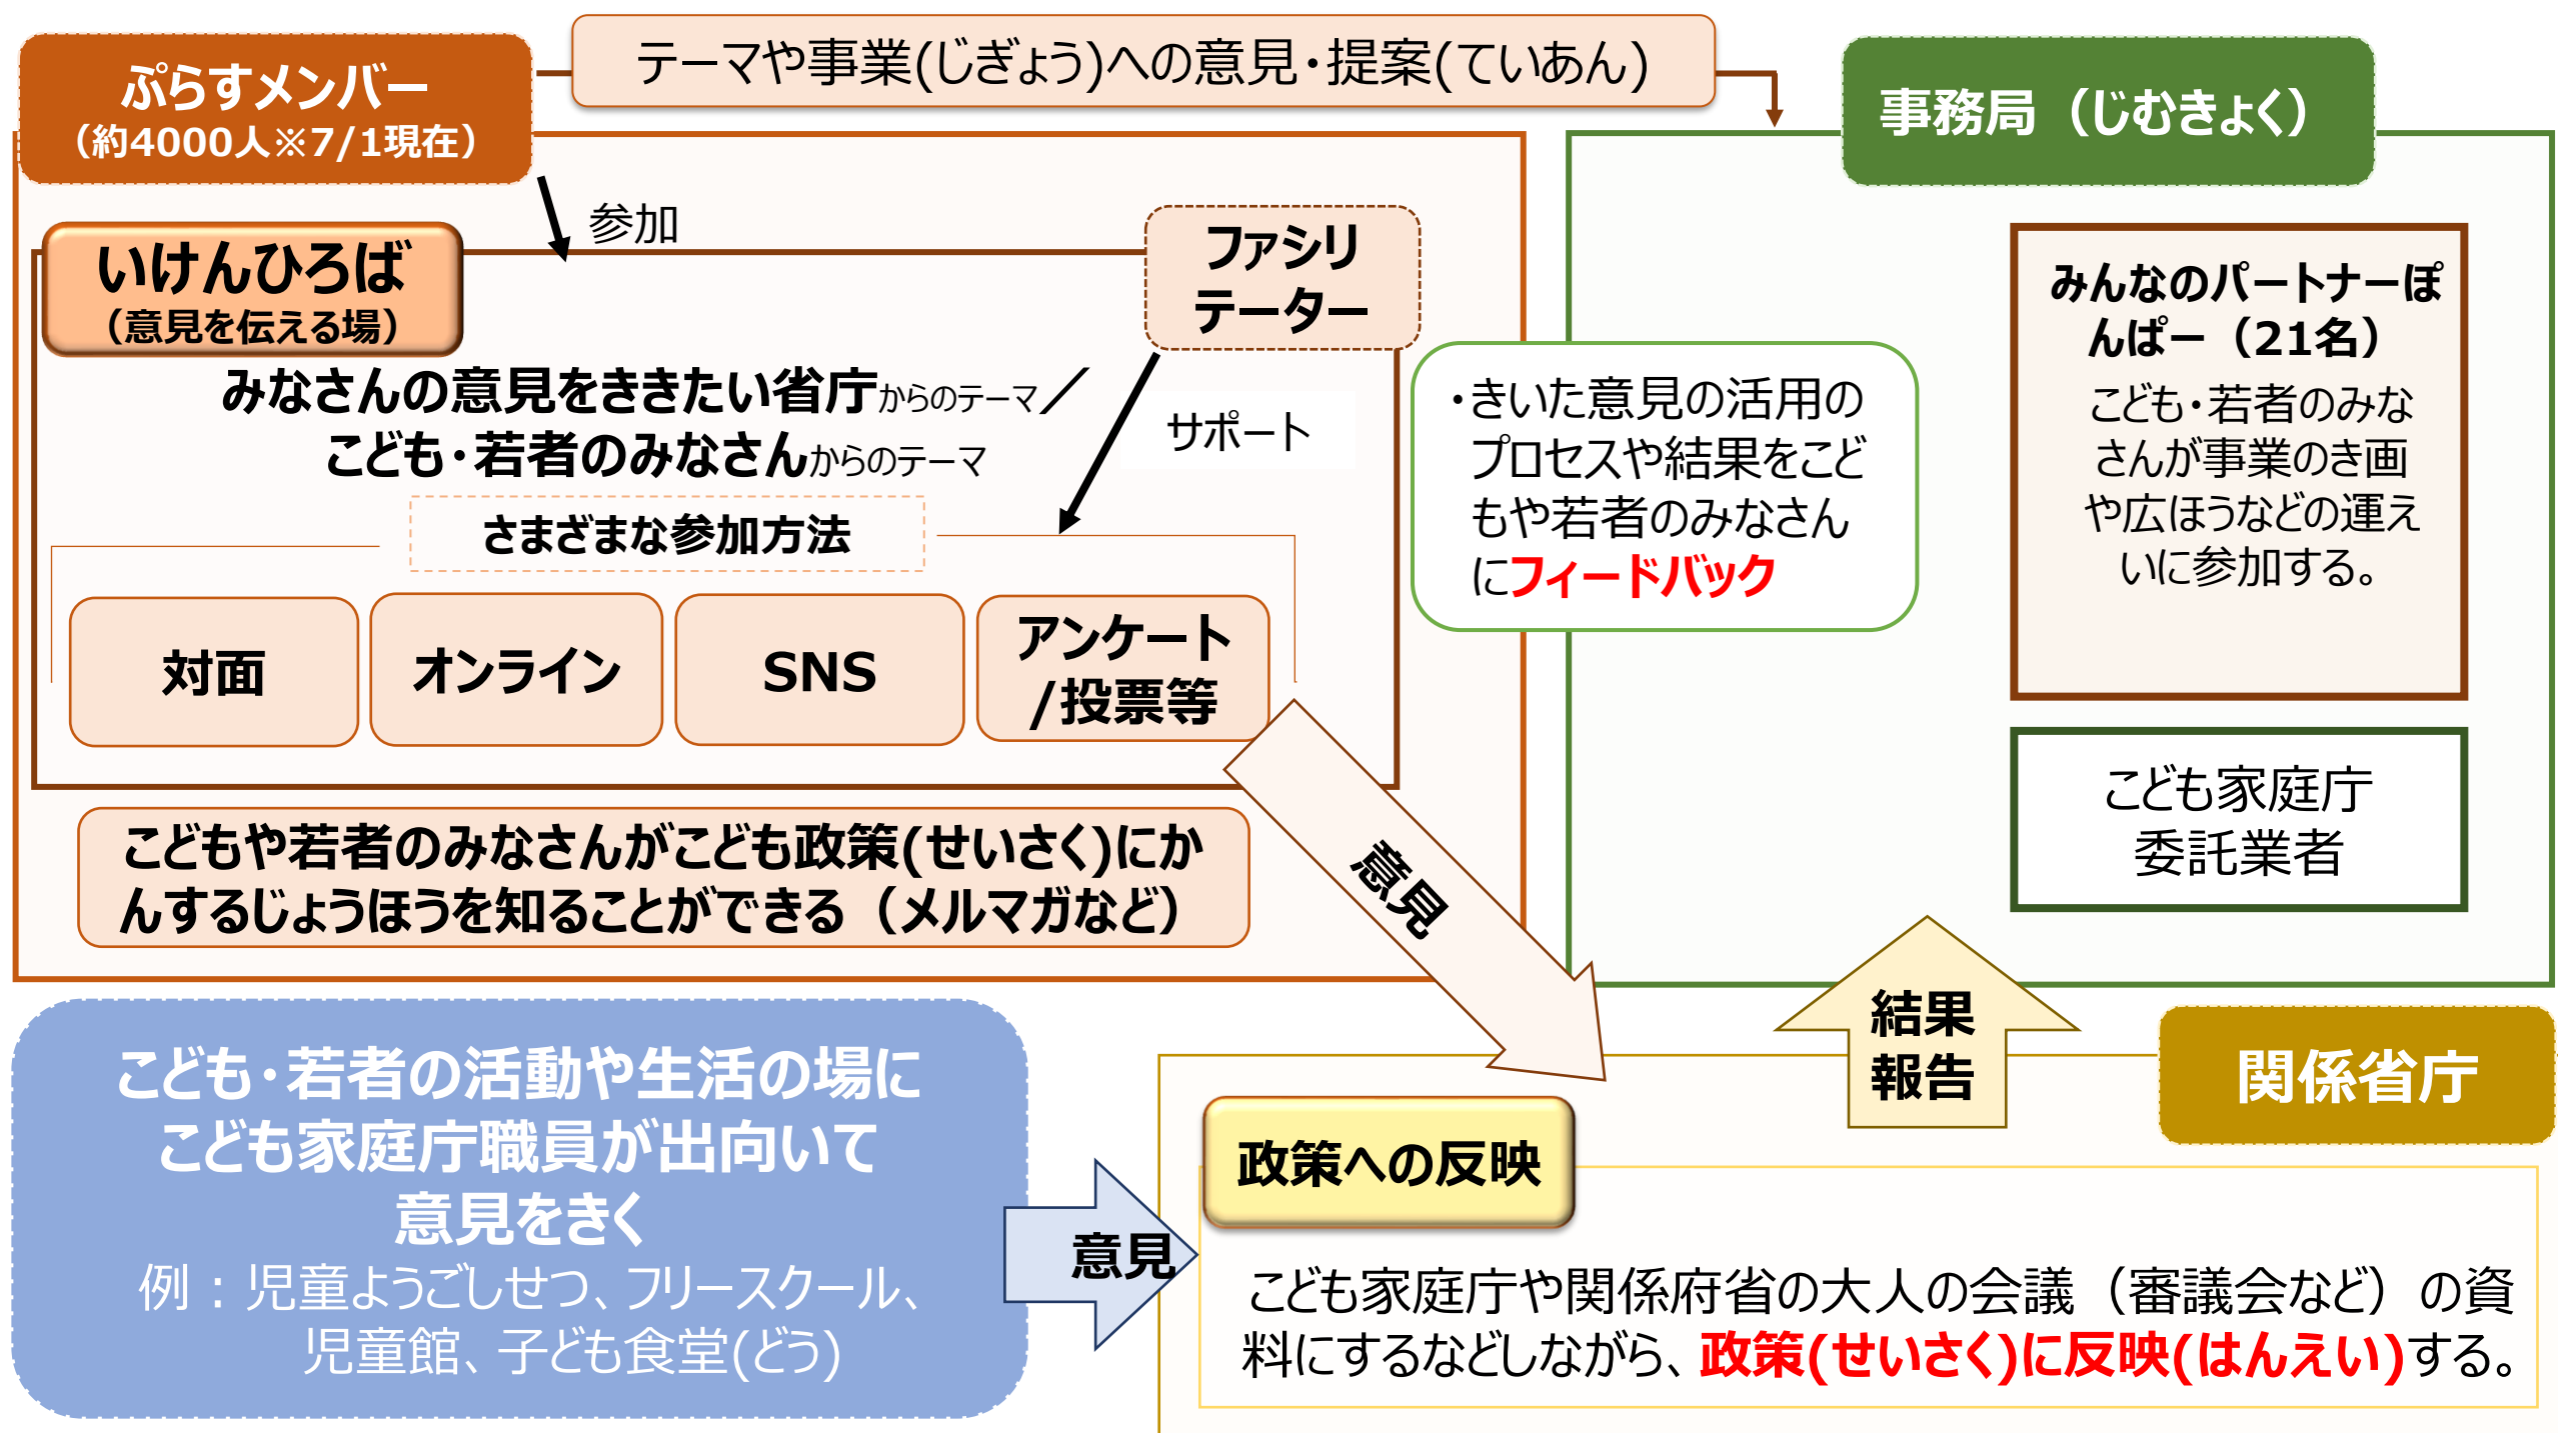 ぷらすメンバー
（約4000人※7/1現在）
テーマや事業(じぎょう)への意見・提案(ていあん)
事務局（じむきょく）
参加
いけんひろば
（意見を伝える場）
ファシリ
テーター
みなさんの意見をききたい省庁からのテーマ／
こども・若者のみなさんからのテーマ
サポート
さまざまな参加方法
対面
オンライン
SNS
アンケート
/投票等
こどもや若者のみなさんがこども政策(せいさく)にか
んするじょうほうを知ることができる（メルマガなど）
・きいた意見の活用の
プロセスや結果をこど
もや若者のみなさん
にフィードバック
みんなのパートナーぽ
んぱー（21名）
こども・若者のみな
さんが事業のき画
や広ほうなどの運え
いに参加する。
こども家庭庁
委託業者
意見
結果
報告
関係省庁
こども・若者の活動や生活の場に
こども家庭庁職員が出向いて
意見をきく
例：児童ようごしせつ、フリースクール、
児童館、子ども食堂(どう)
意見
政策への反映
こども家庭庁や関係府省の大人の会議（審議会など）の資
料にするなどしながら、政策(せいさく)に反映(はんえい)する。